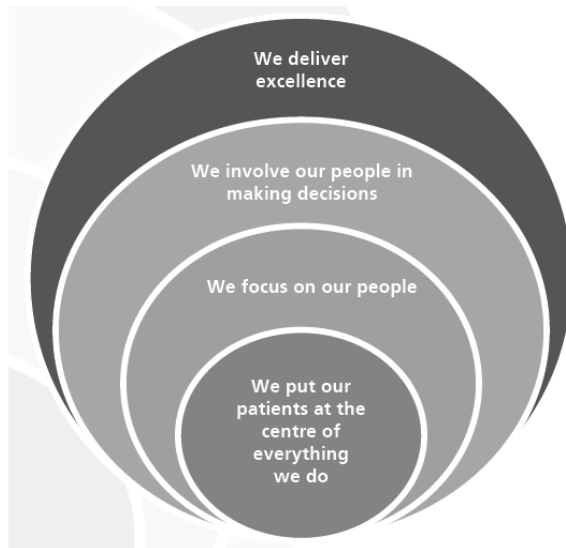 We deliver
excellence
We involve our people in
making decisions
We focus on our people
We put our
patients at the
centre of
everything
we do